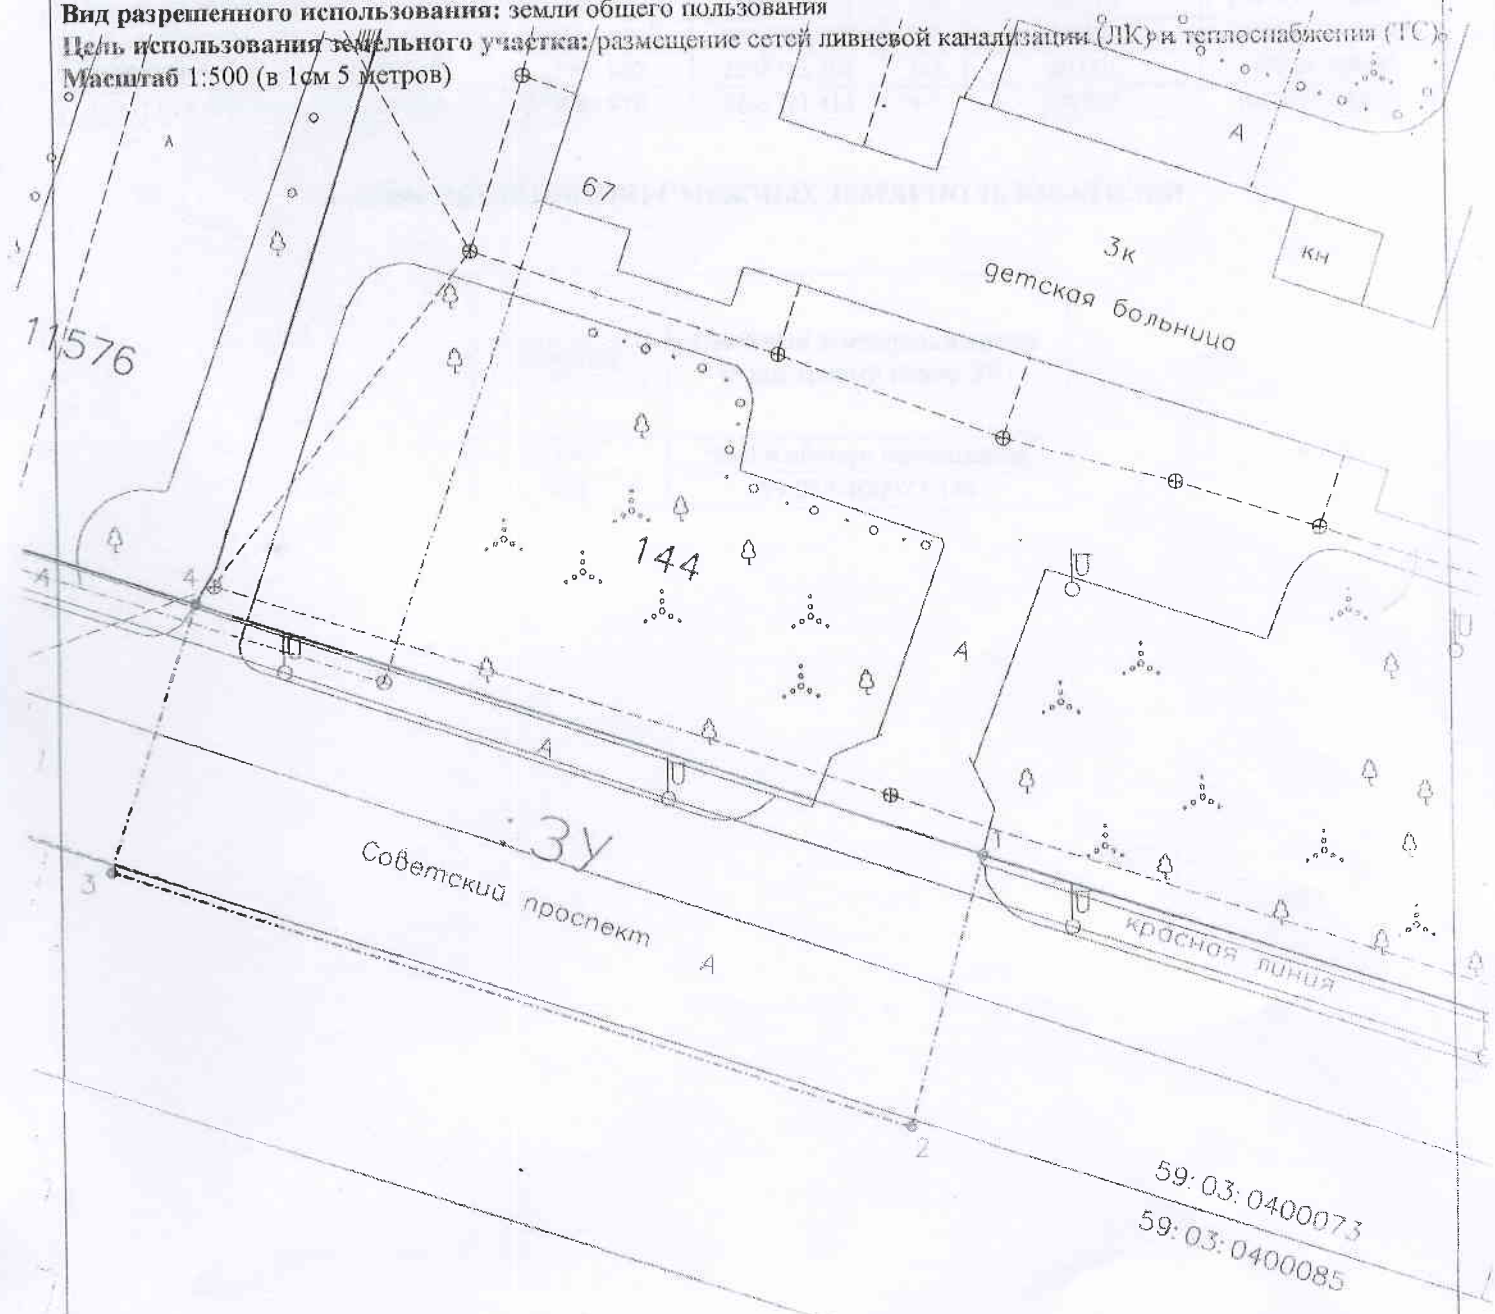 Вид разрешенного использования: земли общего пользования
Цель использования земельного участка: размещение сетей ливневой канализации (ЛК) и теплоснабжения (ТС).
Масштаб 1:500 (в 1см 5 метров)
А
А
67
3к
кн
детская больница
11576
144
А
4
А
А
1
:ЗУ
3
Советский проспект
А
красная линия
2
59:03:0400073
59:03:0400085